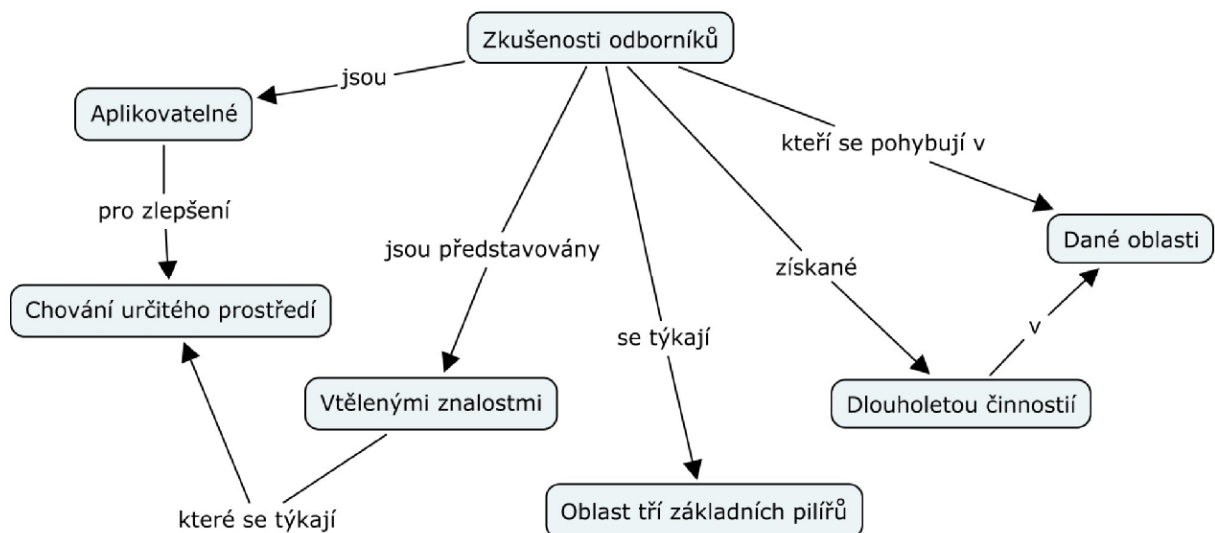 Zkušenosti odborníků
jsou
Aplikovatelné
kteří se pohybují v
pro zlepšení
Dané oblasti
jsou představovány
získané
Chování určitého prostředí
se týkají
v
Vtělenými znalostmi
Dlouholetou činností
které se týkají
Oblast tří základních pilířů